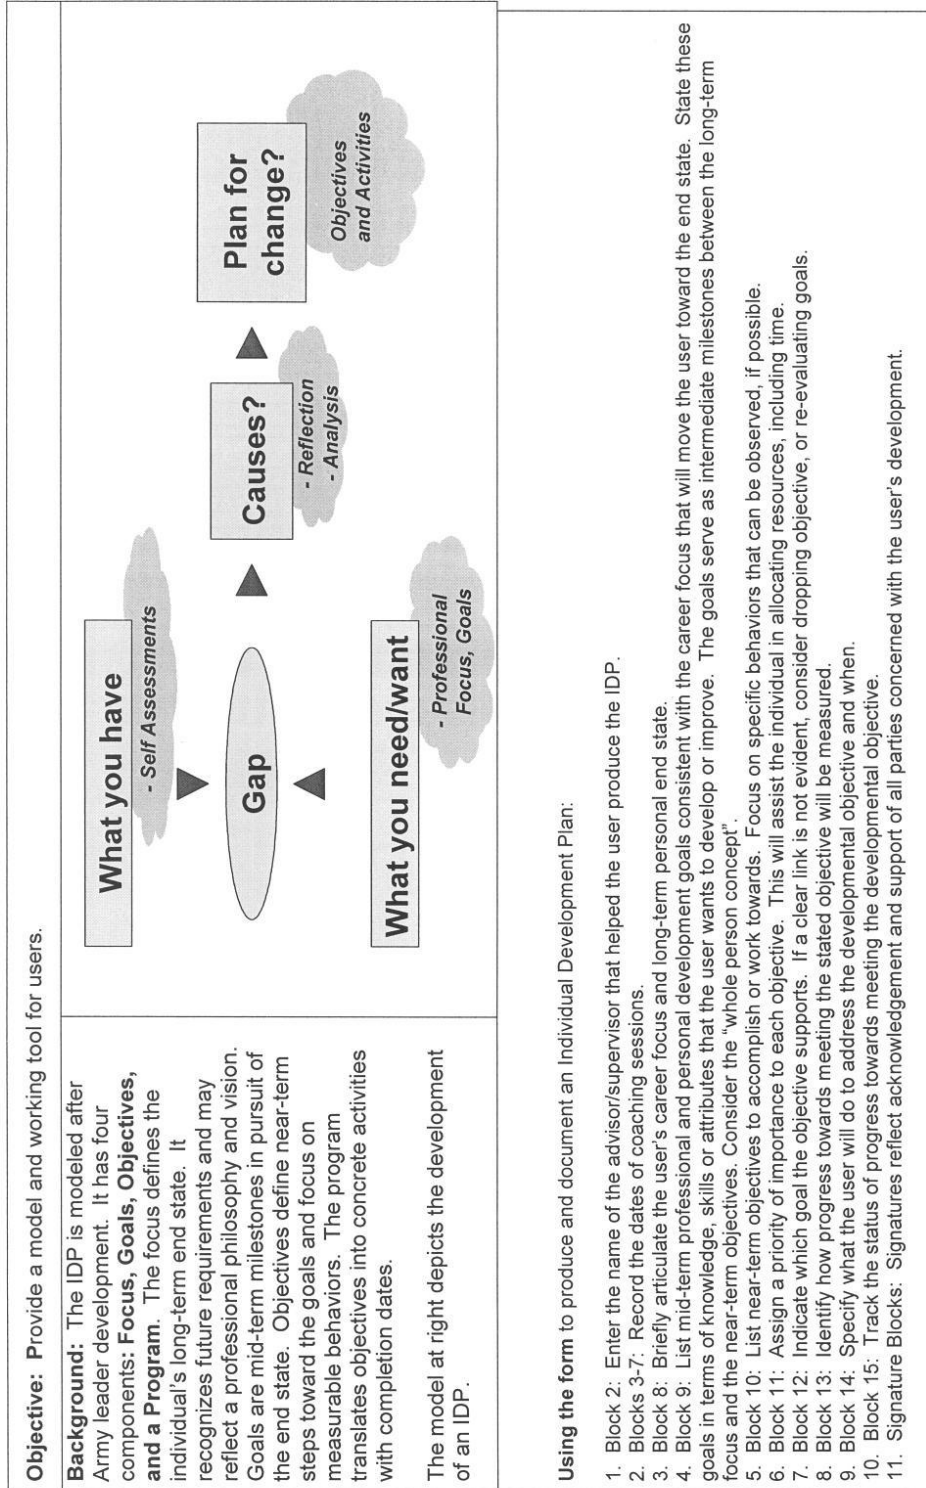 Objective: Provide a model and working tool for users.
Background: The IDP is modeled after
Army leader development. It has four
components: Focus, Goals, Objectives,
and a Program. The focus defines the
individual's long-term end state. It
recognizes future requirements and may
reflect a professional philosophy and vision.
Goals are mid-term milestones in pursuit of
the end state. Objectives define near-term
steps toward the goals and focus on
measurable behaviors. The program
translates objectives into concrete activities
with completion dates.
The model at right depicts the development
of an IDP.
What you have
- Self Assessments
Gap
What you need/want
- Professional
Focus, Goals
Causes?
- Reflection
- Analysis
Plan for
change?
Objectives
and Activities
Using the form to produce and document an Individual Development Plan:
1. Block 2: Enter the name of the advisor/supervisor that helped the user produce the IDP.
2. Blocks 3-7: Record the dates of coaching sessions.
3. Block 8: Briefly articulate the user's career focus and long-term personal end state.
4. Block 9: List mid-term professional and personal development goals consistent with the career focus that will move the user toward the end state. State these
goals in terms of knowledge, skills or attributes that the user wants to develop or improve. The goals serve as intermediate milestones between the long-term
focus and the near-term objectives. Consider the "whole person concept".
5. Block 10: List near-term objectives to accomplish or work towards. Focus on specific behaviors that can be observed, if possible.
6. Block 11: Assign a priority of importance to each objective. This will assist the individual in allocating resources, including time.
7. Block 12: Indicate which goal the objective supports. If a clear link is not evident, consider dropping objective, or re-evaluating goals.
8. Block 13: Identify how progress towards meeting the stated objective will be measured.
9. Block 14: Specify what the user will do to address the developmental objective and when.
10. Block 15: Track the status of progress towards meeting the developmental objective.
11. Signature Blocks: Signatures reflect acknowledgement and support of all parties concerned with the user's development.